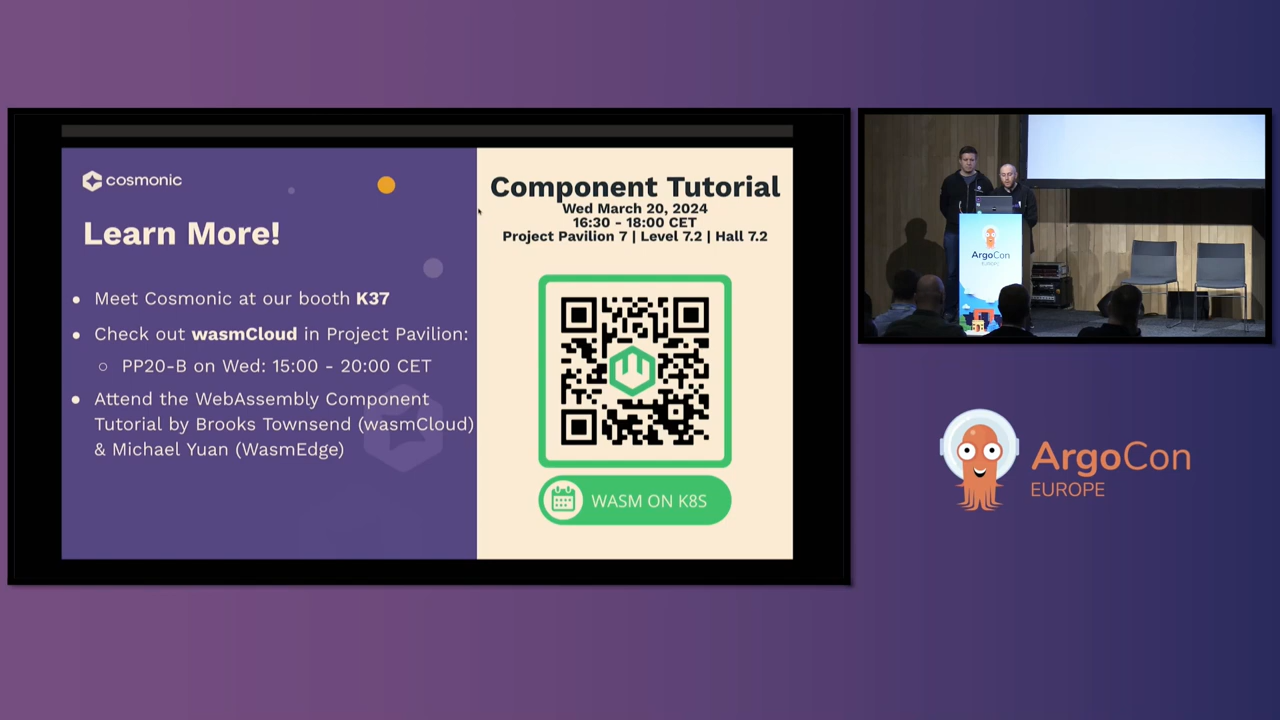 cosmonic
Learn More!
● Meet Cosmonic at our booth K37
● Check out wasmCloud in Project Pavilion:
○ PP20-B on Wed: 15:00 - 20:00 CET
● Attend the WebAssembly Component
Tutorial by Brooks Townsend (wasmCloud)
& Michael Yuan (WasmEdge)
Component Tutorial
Wed March 20, 2024
16:30 - 18:00 CET
Project Pavilion 7 | Level 7.2 | Hall 7.2
WASM ON K8S
ArgoCon
EUROPE
ArgoCon
EUROPE